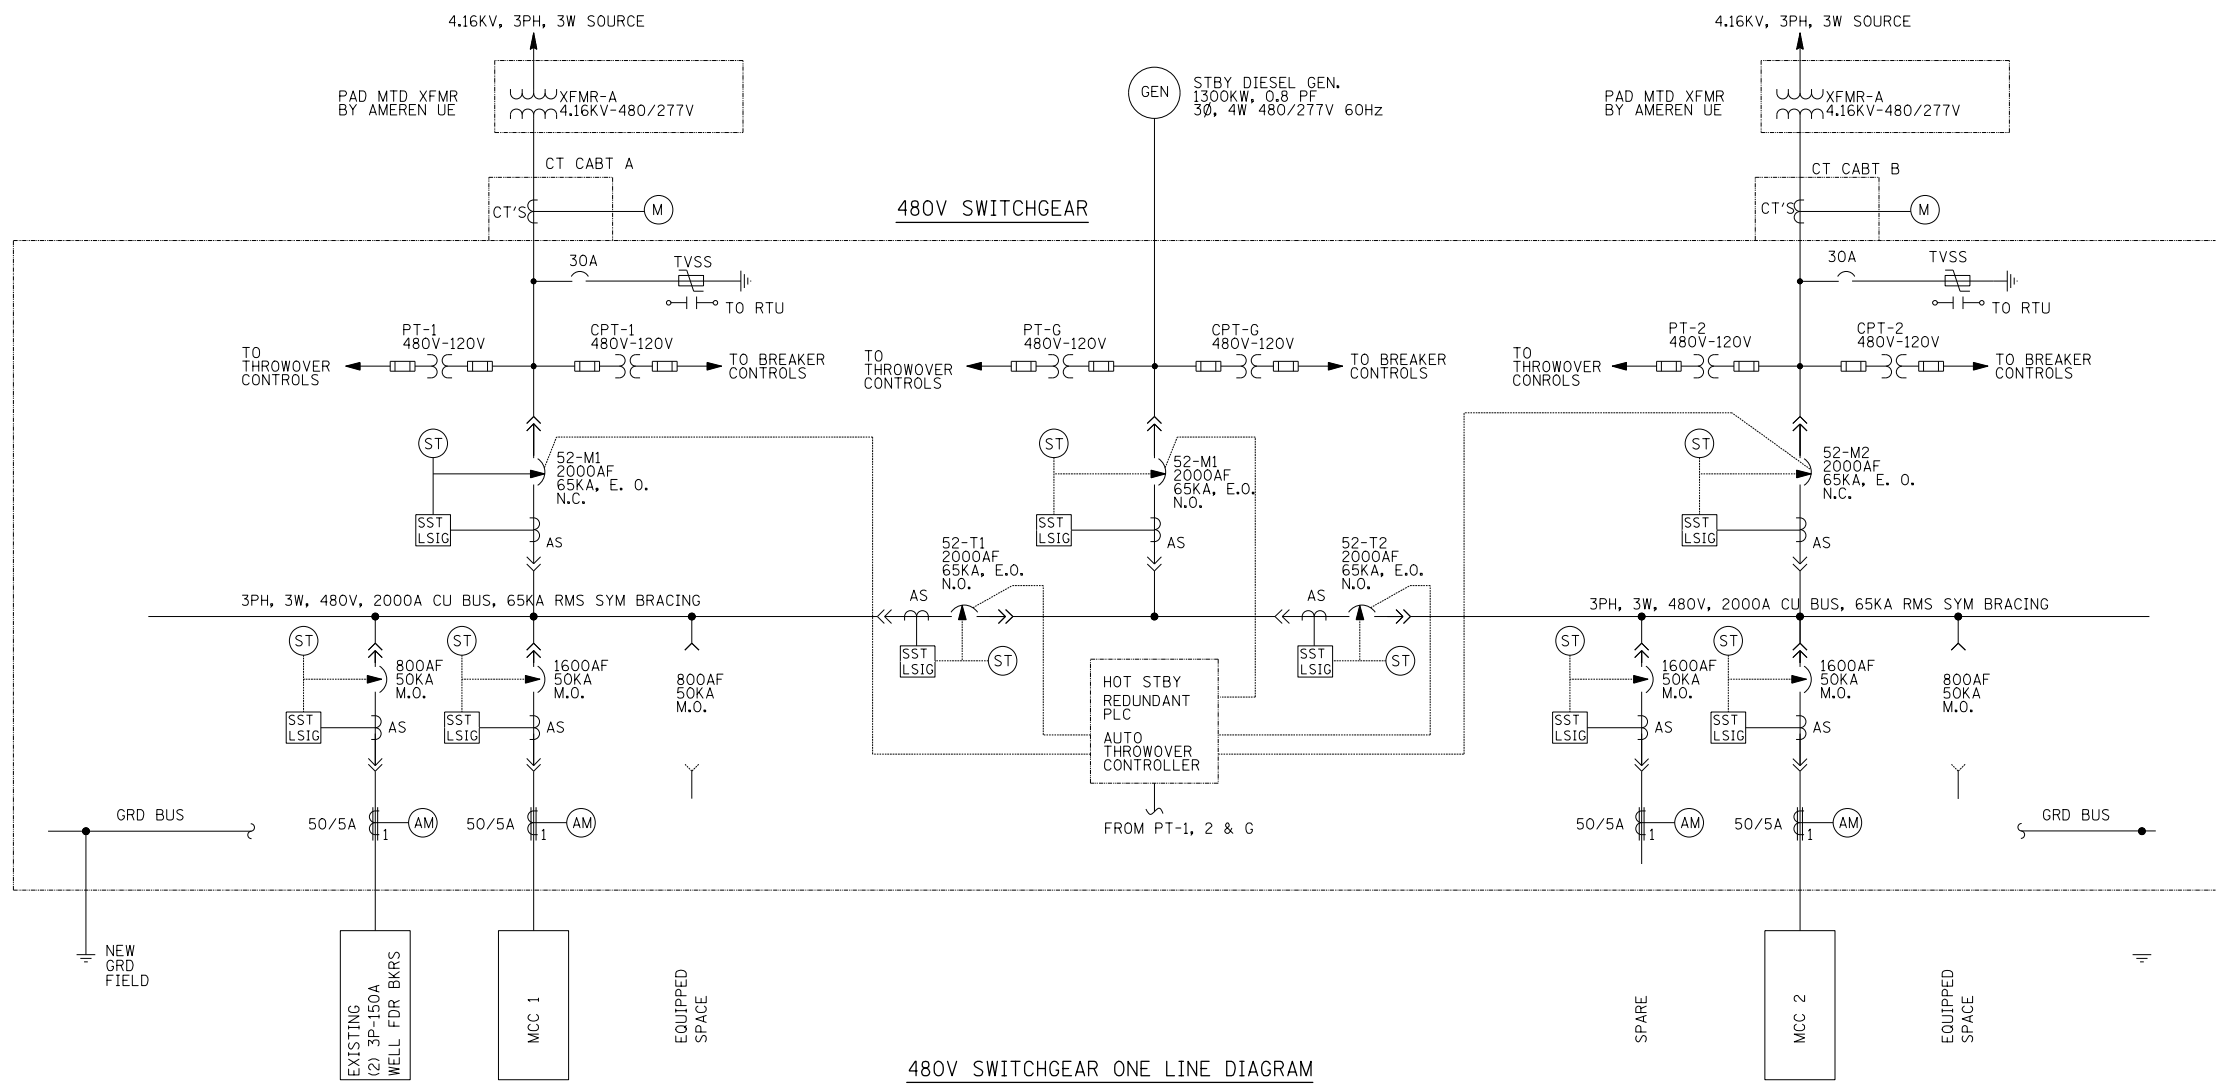 4.16KV, 3PH, 3W SOURCE
PAD MTD XFMR
BY AMEREN UE
XFMR-A
4.16KV-480/277V
CT CABT A
CT'S
M
GEN
STBY DIESEL GEN.
1300KW, 0.8 PF
3Ø, 4W 480/277V 60Hz
4.16KV, 3PH, 3W SOURCE
PAD MTD XFMR
BY AMEREN UE
XFMR-A
4.16KV-480/277V
CT CABT B
CT'S
M
480V SWITCHGEAR
30A
TVSS
TO RTU
30A
TVSS
TO RTU
TO
THROWOVER
CONTROLS
PT-1
480V-120V
CPT-1
480V-120V
TO BREAKER
CONTROLS
TO
THROWOVER
CONTROLS
PT-G
480V-120V
CPT-G
480V-120V
TO BREAKER
CONTROLS
TO
THROWOVER
CONROLS
PT-2
480V-120V
CPT-2
480V-120V
TO BREAKER
CONTROLS
ST
52-M1
2000AF
65KA, E. O.
N.C.
SST
LSIG
AS
ST
52-M1
2000AF
65KA, E.O.
N.O.
SST
LSIG
AS
ST
52-M2
2000AF
65KA, E. O.
N.C.
SST
LSIG
AS
52-T1
2000AF
65KA, E.O.
N.O.
AS
SST
LSIG
ST
52-T2
2000AF
65KA, E.O.
N.O.
AS
SST
LSIG
ST
3PH, 3W, 480V, 2000A CU BUS, 65KA RMS SYM BRACING
3PH, 3W, 480V, 2000A CU BUS, 65KA RMS SYM BRACING
ST
800AF
50KA
M.O.
SST
LSIG
AS
ST
1600AF
50KA
M.O.
SST
LSIG
AS
800AF
50KA
M.O.
HOT STBY
REDUNDANT
PLC
AUTO
THROWOVER
CONTROLLER
FROM PT-1, 2 & G
ST
1600AF
50KA
M.O.
SST
LSIG
AS
ST
1600AF
50KA
M.O.
SST
LSIG
AS
800AF
50KA
M.O.
GRD BUS
50/5A
1
AM
50/5A
1
AM
50/5A
1
AM
50/5A
1
AM
GRD BUS
NEW
GRD
FIELD
EXISTING
(2) 3P-150A
WELL FDR BKRS
MCC 1
EQUIPPED
SPACE
SPARE
MCC 2
EQUIPPED
SPACE
480V SWITCHGEAR ONE LINE DIAGRAM